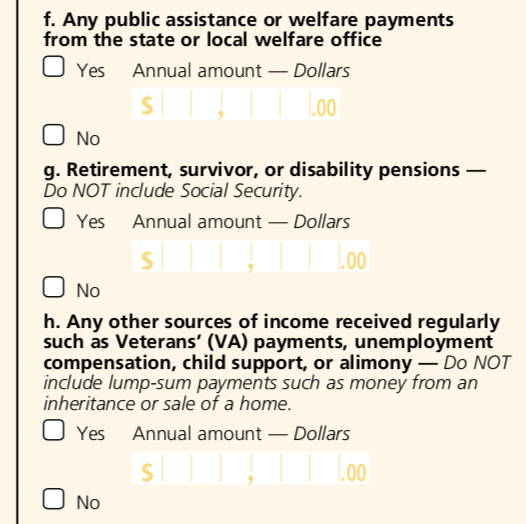 f. Any public assistance or welfare payments
from the state or local welfare office
Yes Annual amount — Dollars
$ , .00
No
g. Retirement, survivor, or disability pensions —
Do NOT include Social Security.
Yes Annual amount — Dollars
$ , .00
No
h. Any other sources of income received regularly
such as Veterans’ (VA) payments, unemployment
compensation, child support, or alimony — Do NOT
include lump-sum payments such as money from an
inheritance or sale of a home.
Yes Annual amount — Dollars
$ , .00
No